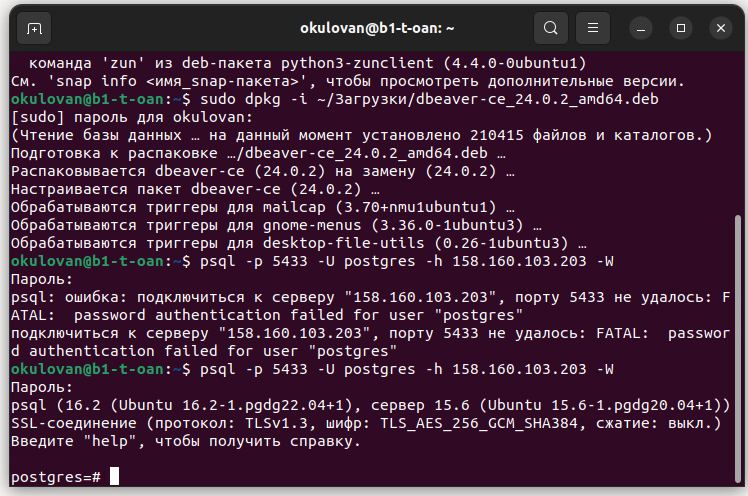 okulovan@b1-t-oan: ~
команда 'zun' из deb-пакета python3-zunclient (4.4.0-0ubuntu1)
См. 'snap info <имя_snap-пакета>', чтобы просмотреть дополнительные версии.
okulovan@b1-t-oan:~$ sudo dpkg -i ~/Загрузки/dbeaver-ce_24.0.2_amd64.deb
[sudo] пароль для okulovan:
(Чтение базы данных … на данный момент установлено 210415 файлов и каталогов.)
Подготовка к распаковке …/dbeaver-ce_24.0.2_amd64.deb …
Распаковывается dbeaver-ce (24.0.2) на замену (24.0.2) …
Настраивается пакет dbeaver-ce (24.0.2) …
Обрабатываются триггеры для mailcap (3.70+nmu1ubuntu1) …
Обрабатываются триггеры для gnome-menus (3.36.0-1ubuntu3) …
Обрабатываются триггеры для desktop-file-utils (0.26-1ubuntu3) …
okulovan@b1-t-oan:~$ psql -p 5433 -U postgres -h 158.160.103.203 -W
Пароль:
psql: ошибка: подключиться к серверу "158.160.103.203", порту 5433 не удалось: F
ATAL:  password authentication failed for user "postgres"
подключиться к серверу "158.160.103.203", порту 5433 не удалось: FATAL:  passwor
d authentication failed for user "postgres"
okulovan@b1-t-oan:~$ psql -p 5433 -U postgres -h 158.160.103.203 -W
Пароль:
psql (16.2 (Ubuntu 16.2-1.pgdg22.04+1), сервер 15.6 (Ubuntu 15.6-1.pgdg20.04+1))
SSL-соединение (протокол: TLSv1.3, шифр: TLS_AES_256_GCM_SHA384, сжатие: выкл.)
Введите "help", чтобы получить справку.
postgres=#